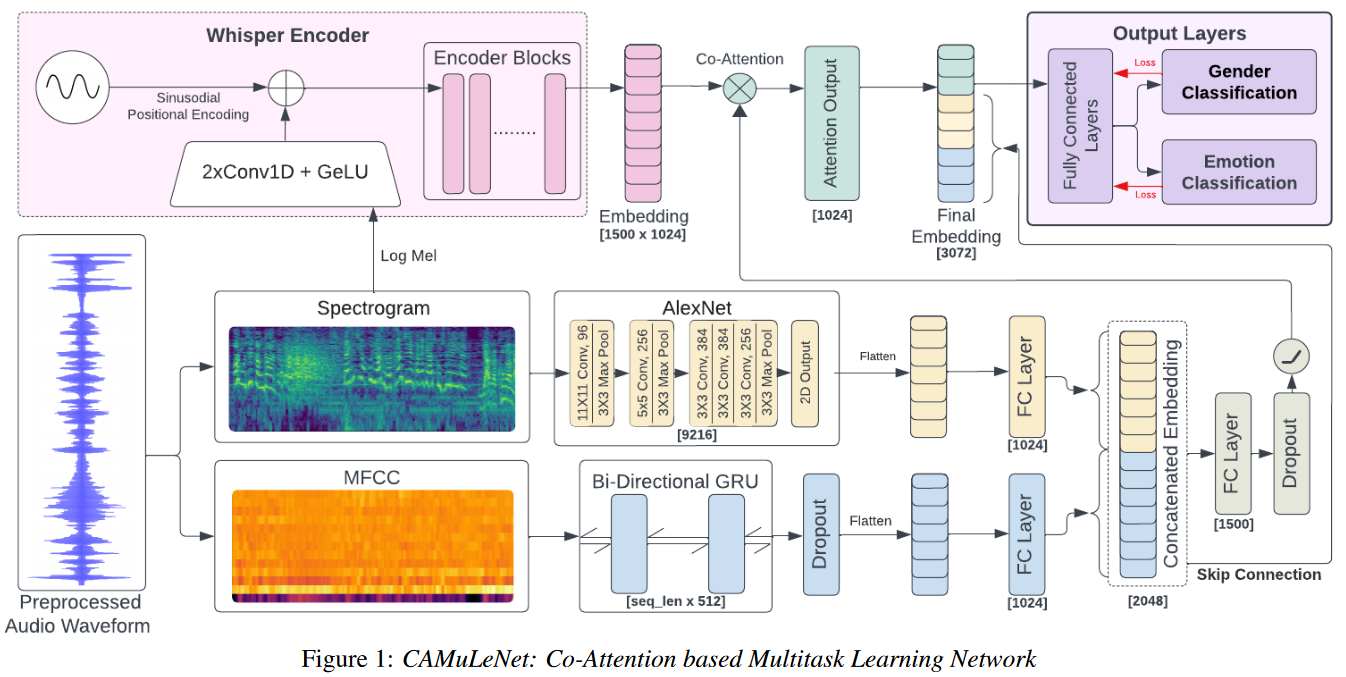 Whisper Encoder
Sinusodial
Positional Encoding
2xConv1D + GeLU
Encoder Blocks
........
Embedding
[1500 x 1024]
Co-Attention
Attention Output
[1024]
Final
Embedding
[3072]
Output Layers
Fully Connected
Layers
Loss
Gender
Classification
Loss
Emotion
Classification
Log Mel
Preprocessed
Audio Waveform
Spectrogram
AlexNet
11X11 Conv, 96
3X3 Max Pool
5x5 Conv, 256
3X3 Max Pool
3X3 Conv, 384
3X3 Conv, 384
3X3 Conv, 256
3X3 Max Pool
2D Output
[9216]
Flatten
FC Layer
[1024]
MFCC
Bi-Directional GRU
[seq_len x 512]
Dropout
Flatten
FC Layer
[1024]
Concatenated Embedding
[2048]
FC Layer
[1500]
Dropout
Skip Connection
Figure 1: CAMuLeNet: Co-Attention based Multitask Learning Network